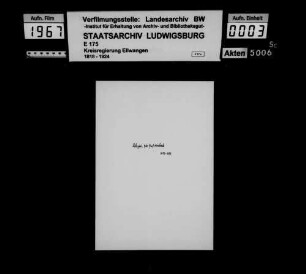 Aufn. Film
1967
Verfilmungsstelle: Landesarchiv BW
-Institut für Erhaltung von Archiv- und Bibliotheksgut-
STAATSARCHIV LUDWIGSBURG
E 175
Kreisregierung Ellwangen
1818 - 1924
Aufn. Einheit
0003
Akten 5006